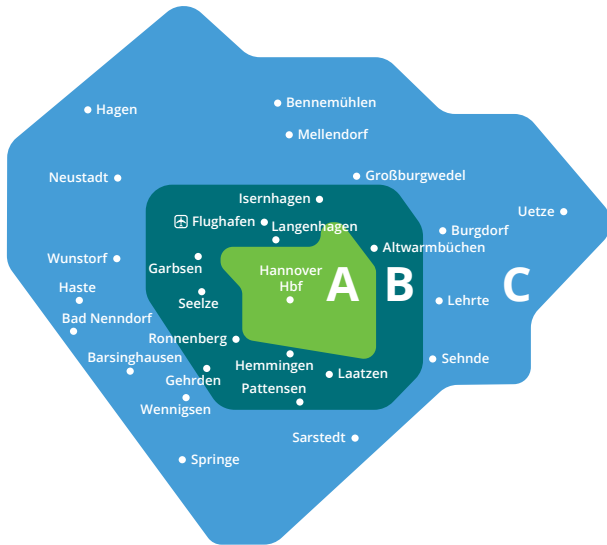 Bennemühlen
Hagen
Mellendorf
Großburgwedel
Neustadt
Isernhagen
Uetze
Flughafen
Langenhagen
Burgdorf
Altwarmbüchen
Wunstorf
Garbsen
Hannover
Hbf
A
B
C
Haste
Seelze
Lehrte
Bad Nenndorf
Ronnenberg
Barsinghausen
Sehnde
Hemmingen
Laatzen
Gehrden
Pattensen
Wennigsen
Sarstedt
Springe